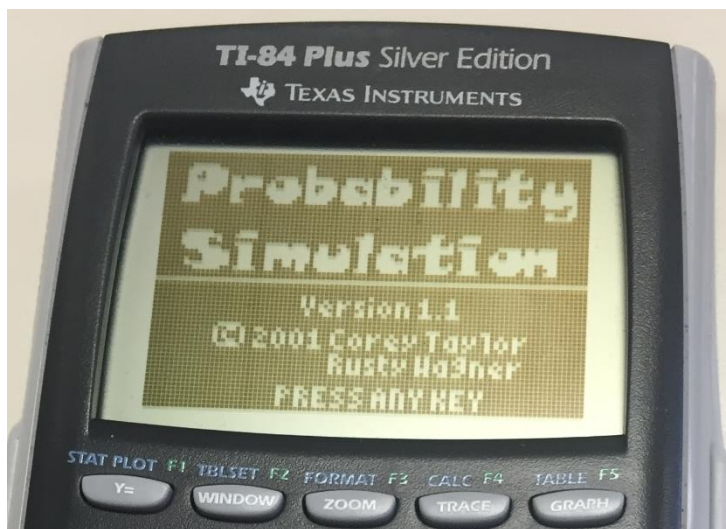 TI-84 Plus Silver Edition
TEXAS INSTRUMENTS
Probability
Simulation
Version 1.1
(C) 2001 Corey Taylor
Rusty Wagner
PRESS ANY KEY
STAT PLOT F1 TBLSET F2 FORMAT F3 CALC F4 TABLE F5
Y= WINDOW ZOOM TRACE GRAPH